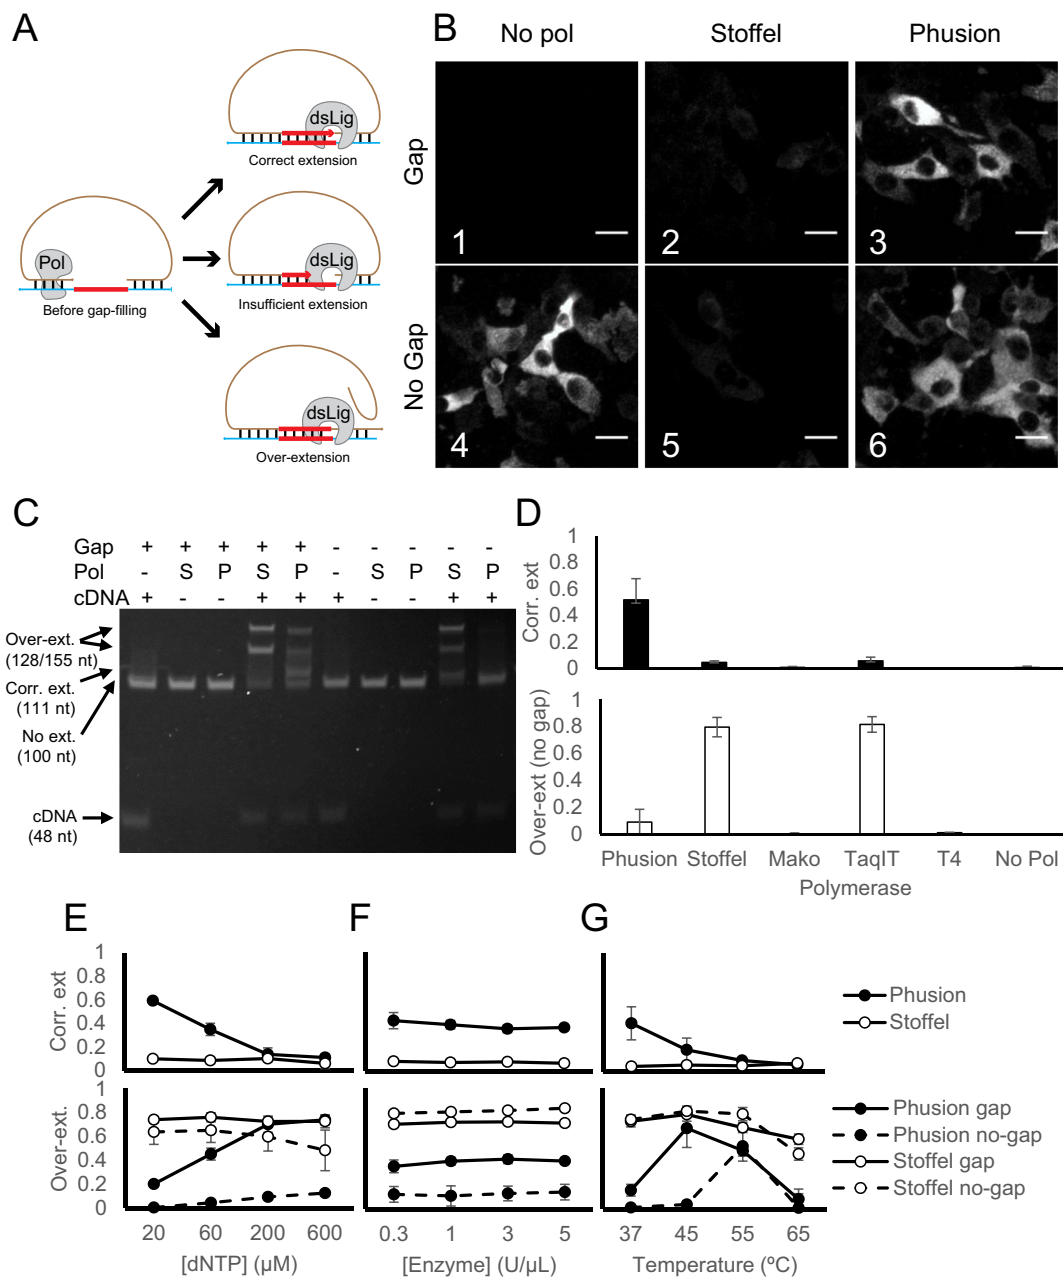 A
dsLig
Correct extension
Pol
Before gap-filling
dsLig
Insufficient extension
dsLig
Over-extension
B
No pol
Stoffel
Phusion
Gap
1
2
3
No Gap
4
5
6
C
Gap + + + + + - - - - -
Pol - S P S P - S P S P
cDNA + - - + + + - - + +
Over-ext.
(128/155 nt)
Corr. ext.
(111 nt)
No ext.
(100 nt)
cDNA
(48 nt)
D
Corr. ext
1
0.8
0.6
0.4
0.2
0
Over-ext (no gap)
1
0.8
0.6
0.4
0.2
0
Phusion Stoffel Mako TaqIT T4 No Pol
Polymerase
E
Corr. ext
1
0.8
0.6
0.4
0.2
0
Over-ext.
1
0.8
0.6
0.4
0.2
0
20 60 200 600
[dNTP] (µM)
F
0.3 1 3 5
[Enzyme] (U/µL)
G
37 45 55 65
Temperature (ºC)
Phusion
Stoffel
Phusion gap
Phusion no-gap
Stoffel gap
Stoffel no-gap